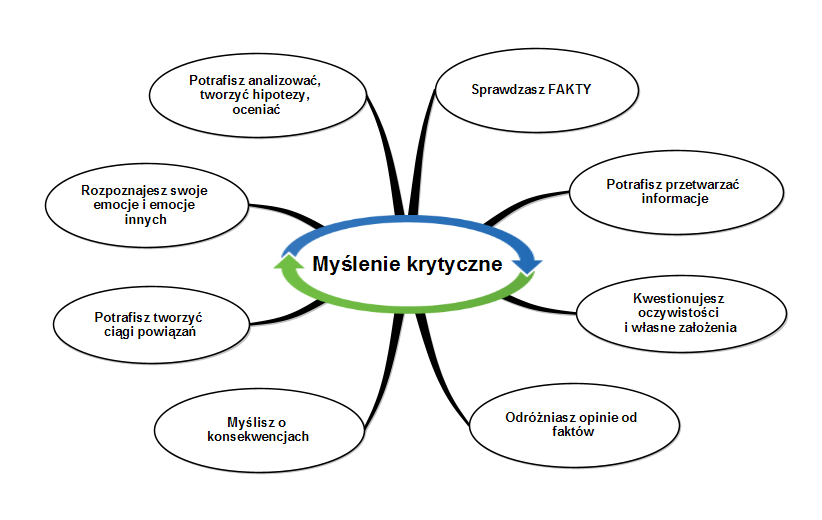 Potrafisz analizować,
tworzyć hipotezy,
oceniać
Sprawdzasz FAKTY
Rozpoznajesz swoje
emocje i emocje
innych
Potrafisz przetwarzać
informacje
Myślenie krytyczne
Potrafisz tworzyć
ciągi powiązań
Kwestionujesz
oczywistości
i własne założenia
Myślisz o
konsekwencjach
Odróżniasz opinie od
faktów